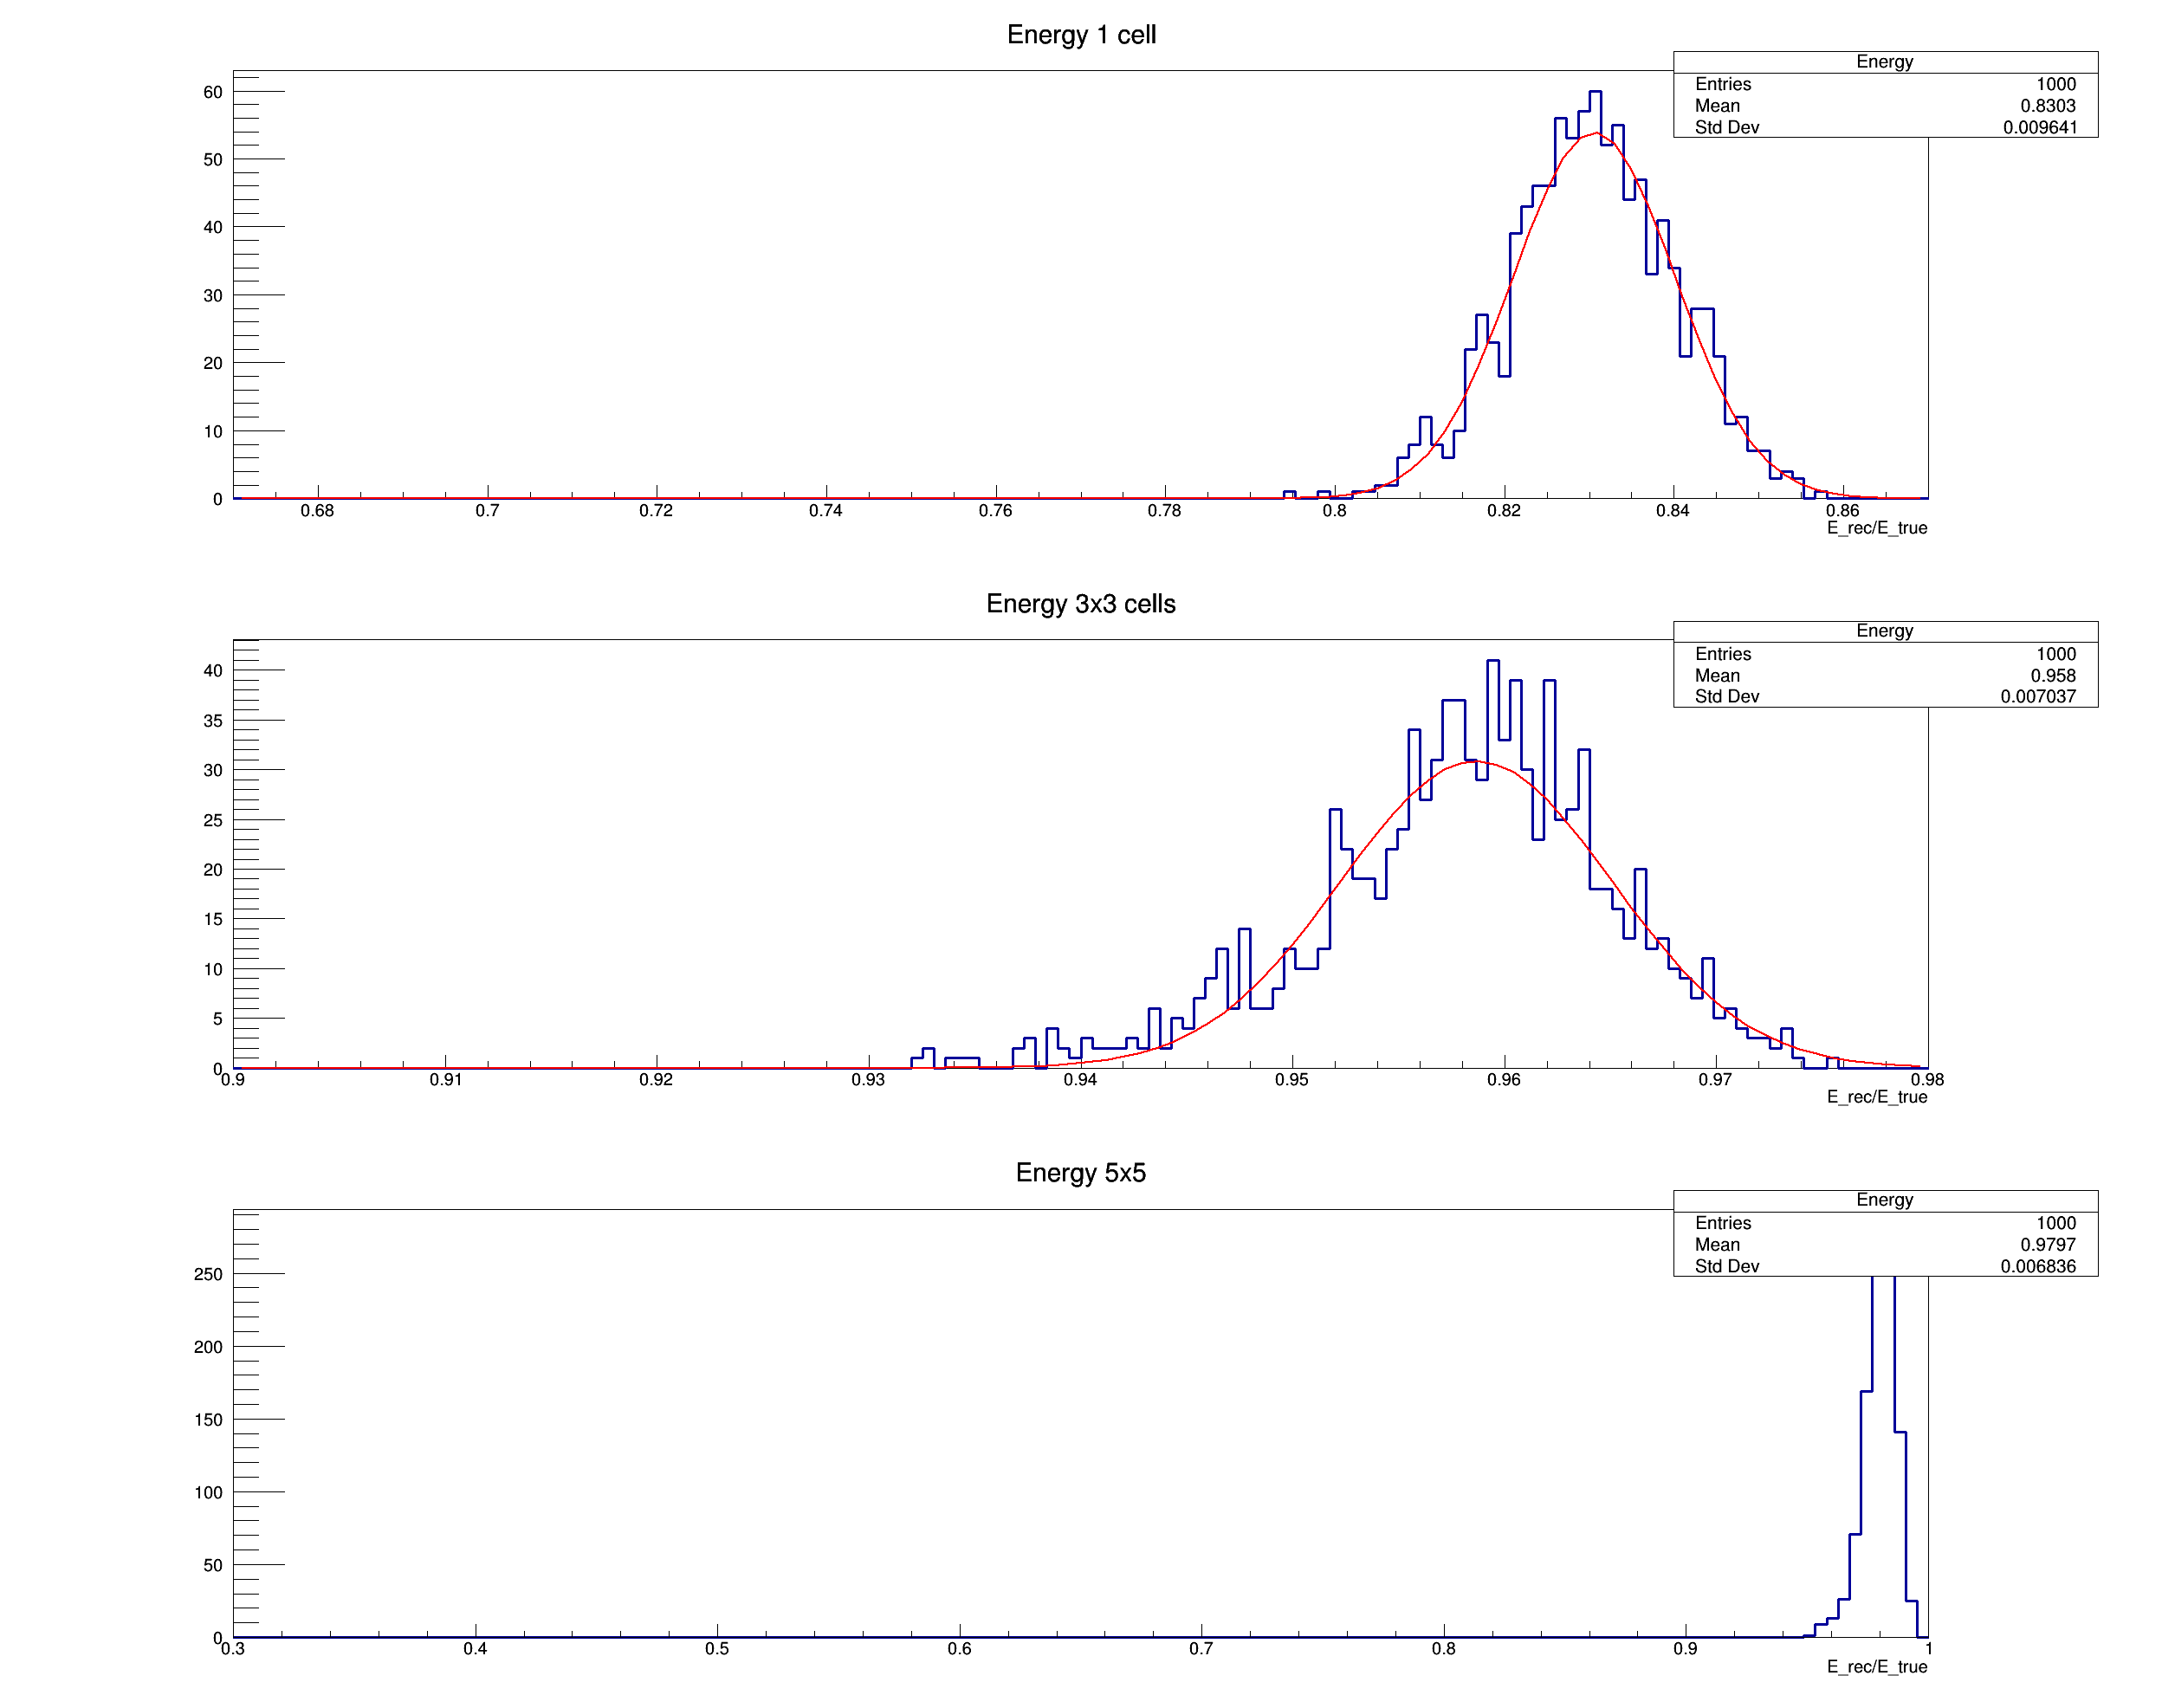 Energy 1 cell
Energy
Entries 1000
Mean 0.8303
Std Dev 0.009641
60
50
40
30
20
10
0
0.68 0.7 0.72 0.74 0.76 0.78 0.8 0.82 0.84 0.86
E_rec/E_true
Energy 3x3 cells
Energy
Entries 1000
Mean 0.958
Std Dev 0.007037
40
35
30
25
20
15
10
5
0
0.9 0.91 0.92 0.93 0.94 0.95 0.96 0.97 0.98
E_rec/E_true
Energy 5x5
Energy
Entries 1000
Mean 0.9797
Std Dev 0.006836
250
200
150
100
50
0
0.3 0.4 0.5 0.6 0.7 0.8 0.9 1
E_rec/E_true